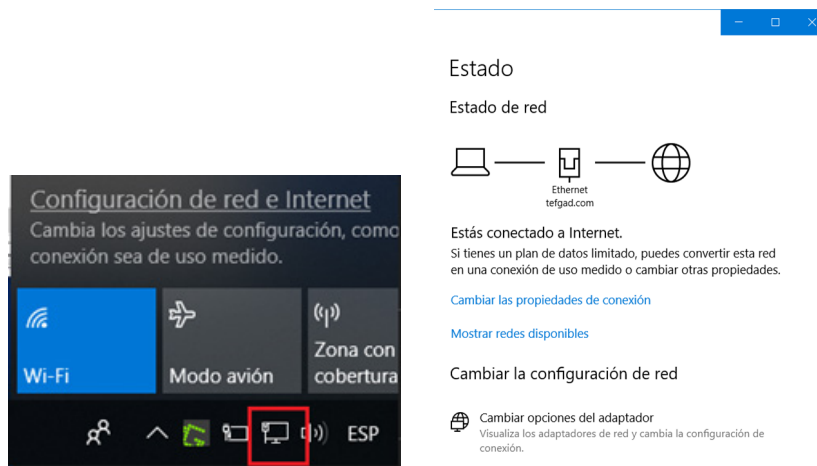 Configuración de red e Internet
Cambia los ajustes de configuración, como
conexión sea de uso medido.
Wi-Fi
Modo avión
Zona con
cobertura
ESP
Estado
Estado de red
Ethernet
tefgad.com
Estás conectado a Internet.
Si tienes un plan de datos limitado, puedes convertir esta red
en una conexión de uso medido o cambiar otras propiedades.
Cambiar las propiedades de conexión
Mostrar redes disponibles
Cambiar la configuración de red
Cambiar opciones del adaptador
Visualiza los adaptadores de red y cambia la configuración de
conexión.